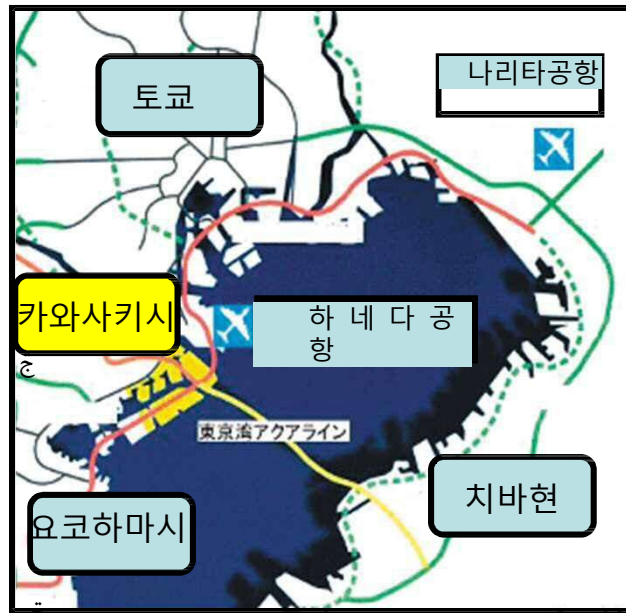 토쿄
나리타공항
카와사키시
하 네 다 공
항
ج
東京湾アクアライン
치바현
요코하마시